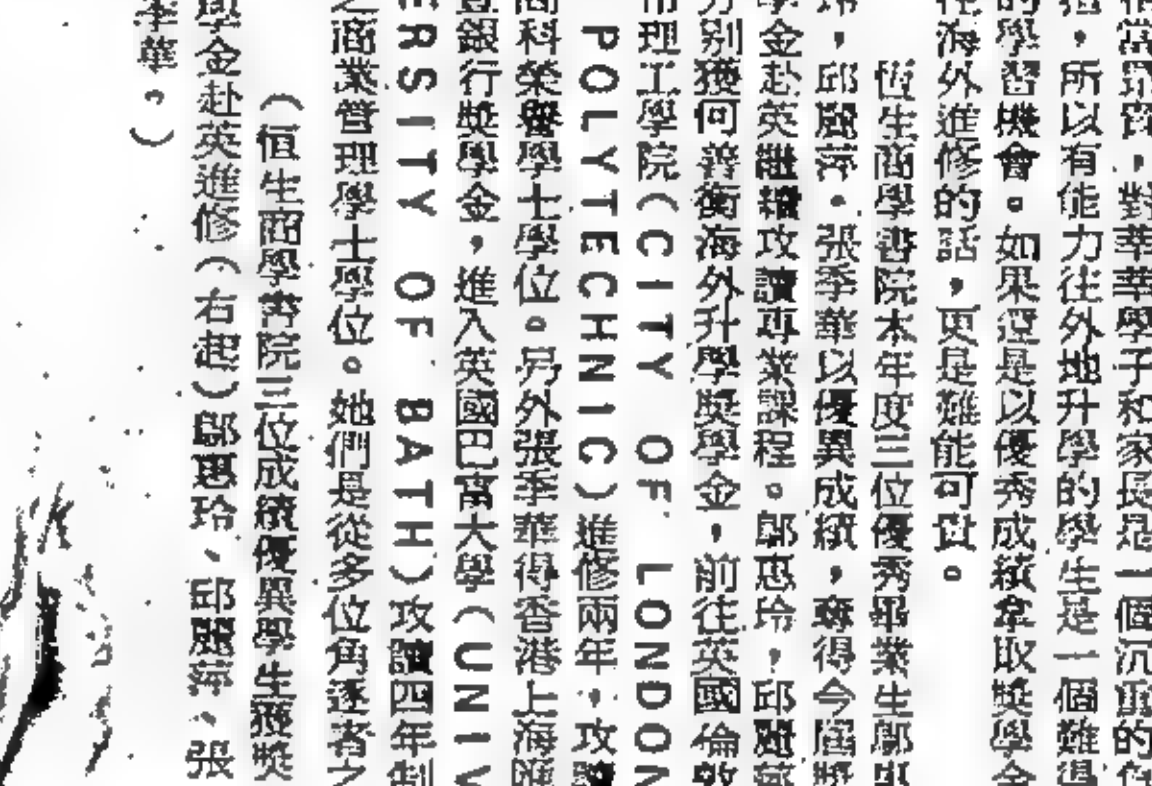 相當昂貴，對莘莘學子和家長是一個沉重的負
擔，所以有能力往外地升學的學生是一個難得
的學習機會。如果還是以優秀成績拿取獎學金
往海外進修的話，更是難能可貴。
恆生商學書院本年度三位優秀畢業生鄔惠
玲，邱麗萍。張季華以優異成績，奪得今屆獎
學金赴英繼續攻讀專業課程。鄔惠玲，邱麗萍
分別獲何善衡海外升學獎學金，前往英國倫敦
市理工學院(CITY OF LONDON
POLYTECHNIC)進修兩年，攻讀
商科榮譽學士學位。另外張季華得香港上海匯
豐銀行獎學金，進入英國巴富大學(UNIV
ERSITY OF BATH)攻讀四年制
之商業管理學士學位。她們是從多位角逐者之
(恒生商學書院三位成績優異學生獲獎
學金赴英進修(右起)鄔惠玲、邱麗萍、張
季華。)